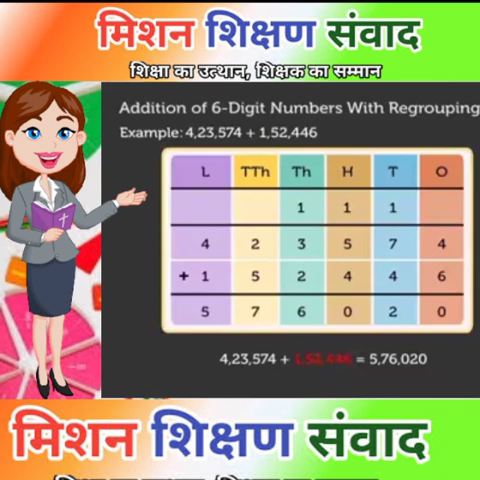 मिशन शिक्षण संवाद
शिक्षा का उत्थान, शिक्षक का सम्मान
Addition of 6-Digit Numbers With Regrouping
Example: 4,23,574 + 1,52,446
L TTh Th H T O
1 1 1
4 2 3 5 7 4
+ 1 5 2 4 4 6
5 7 6 0 2 0
4,23,574 + 1,52,446 = 5,76,020
मिशन शिक्षण संवाद